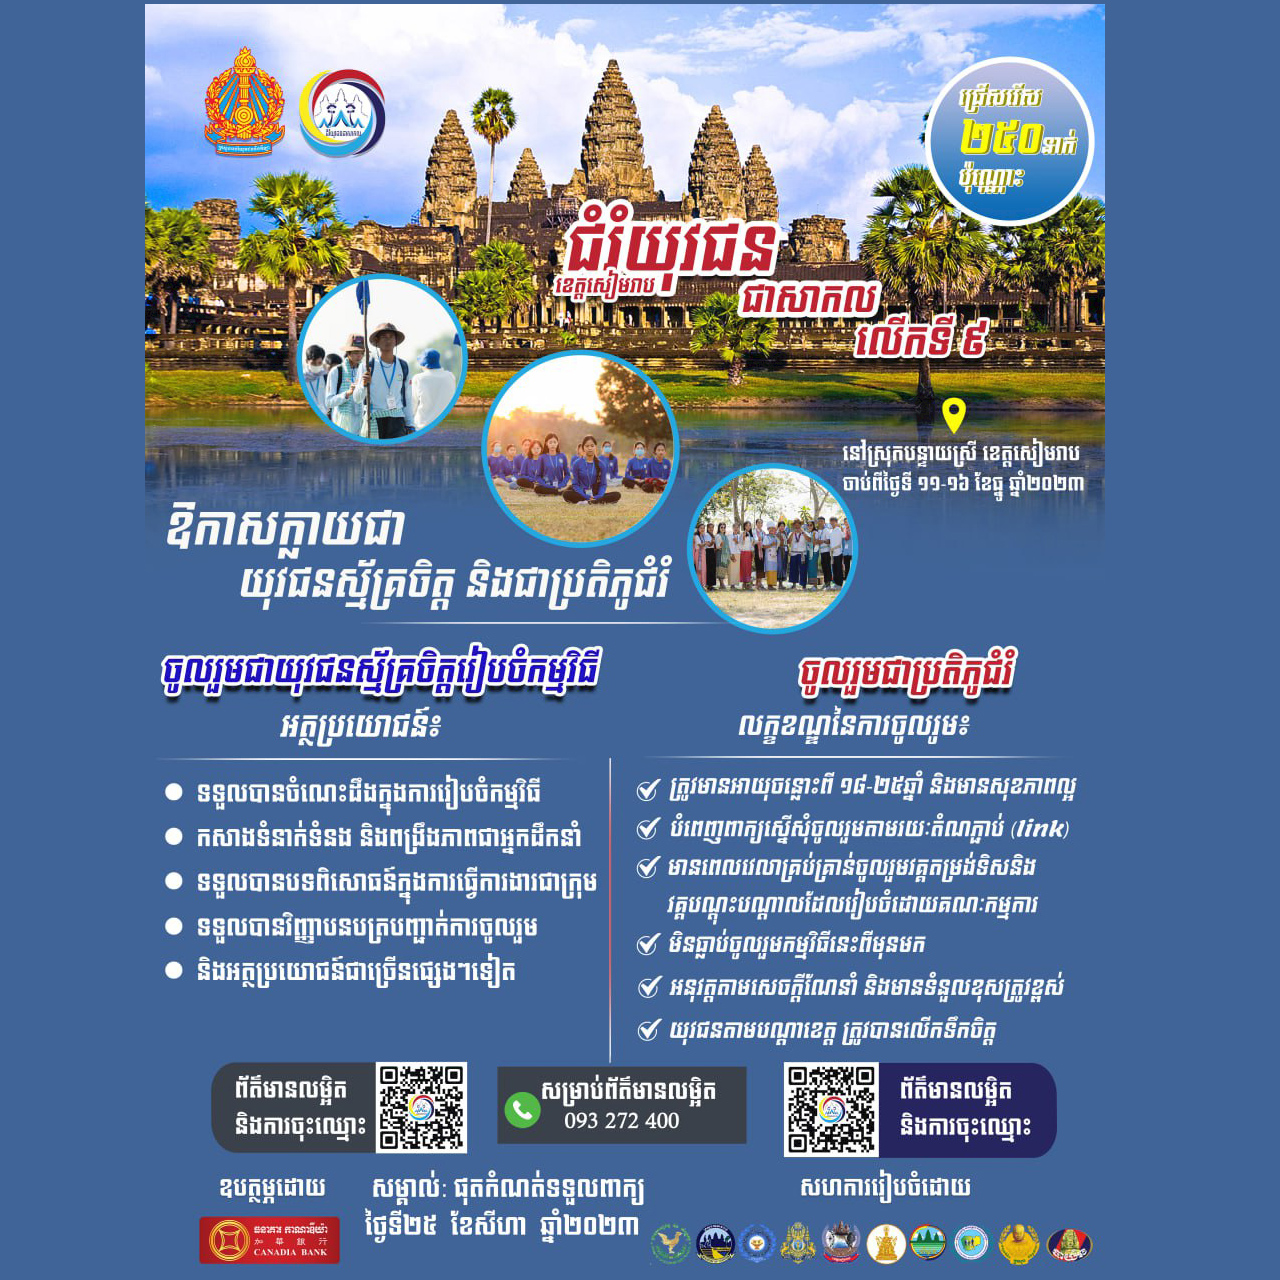 ជ្រើសរើស
២៥០នាក់
ប៉ុណ្ណោះ
ជំរំយុវជន
ខេត្តសៀមរាប
ជាសាកល
លើកទី ៩
នៅស្រុកបន្ទាយស្រី ខេត្តសៀមរាប
ចាប់ពីថ្ងៃទី ១១-១៦ ខែធ្នូ ឆ្នាំ២០២៣
ឱកាសក្លាយជា
យុវជនស្ម័គ្រចិត្ត និងជាប្រតិភូជំរំ
ចូលរួមជាយុវជនស្ម័គ្រចិត្តរៀបចំកម្មវិធី
អត្ថប្រយោជន៍៖
ទទួលបានចំណេះដឹងក្នុងការរៀបចំកម្មវិធី
កសាងទំនាក់ទំនង និងពង្រឹងភាពជាអ្នកដឹកនាំ
ទទួលបានបទពិសោធន៍ក្នុងការធ្វើការងារជាក្រុម
ទទួលបានវិញ្ញាបនបត្របញ្ជាក់ការចូលរួម
និងអត្ថប្រយោជន៍ជាច្រើនផ្សេងៗទៀត
ចូលរួមជាប្រតិភូជំរំ
លក្ខខណ្ឌនៃការចូលរួម៖
ត្រូវមានអាយុចន្លោះពី ១៨-២៥ឆ្នាំ និងមានសុខភាពល្អ
បំពេញពាក្យស្នើសុំចូលរួមតាមរយៈតំណភ្ជាប់ (link)
មានពេលវេលាគ្រប់គ្រាន់ចូលរួមវគ្គតម្រង់ទិសនិង
វគ្គបណ្តុះបណ្តាលដែលរៀបចំដោយគណៈកម្មការ
មិនធ្លាប់ចូលរួមកម្មវិធីនេះពីមុនមក
អនុវត្តតាមសេចក្តីណែនាំ និងមានទំនួលខុសត្រូវខ្ពស់
យុវជនតាមបណ្តាខេត្ត ត្រូវបានលើកទឹកចិត្ត
ព័ត៌មានលម្អិត
និងការចុះឈ្មោះ
សម្រាប់ព័ត៌មានលម្អិត
093 272 400
ព័ត៌មានលម្អិត
និងការចុះឈ្មោះ
ឧបត្ថម្ភដោយ
ធនាគារ កាណាឌីយ៉ា
加華銀行
CANADIA BANK
សម្គាល់: ផុតកំណត់ទទួលពាក្យ
ថ្ងៃទី២៥ ខែសីហា ឆ្នាំ២០២៣
សហការរៀបចំដោយ